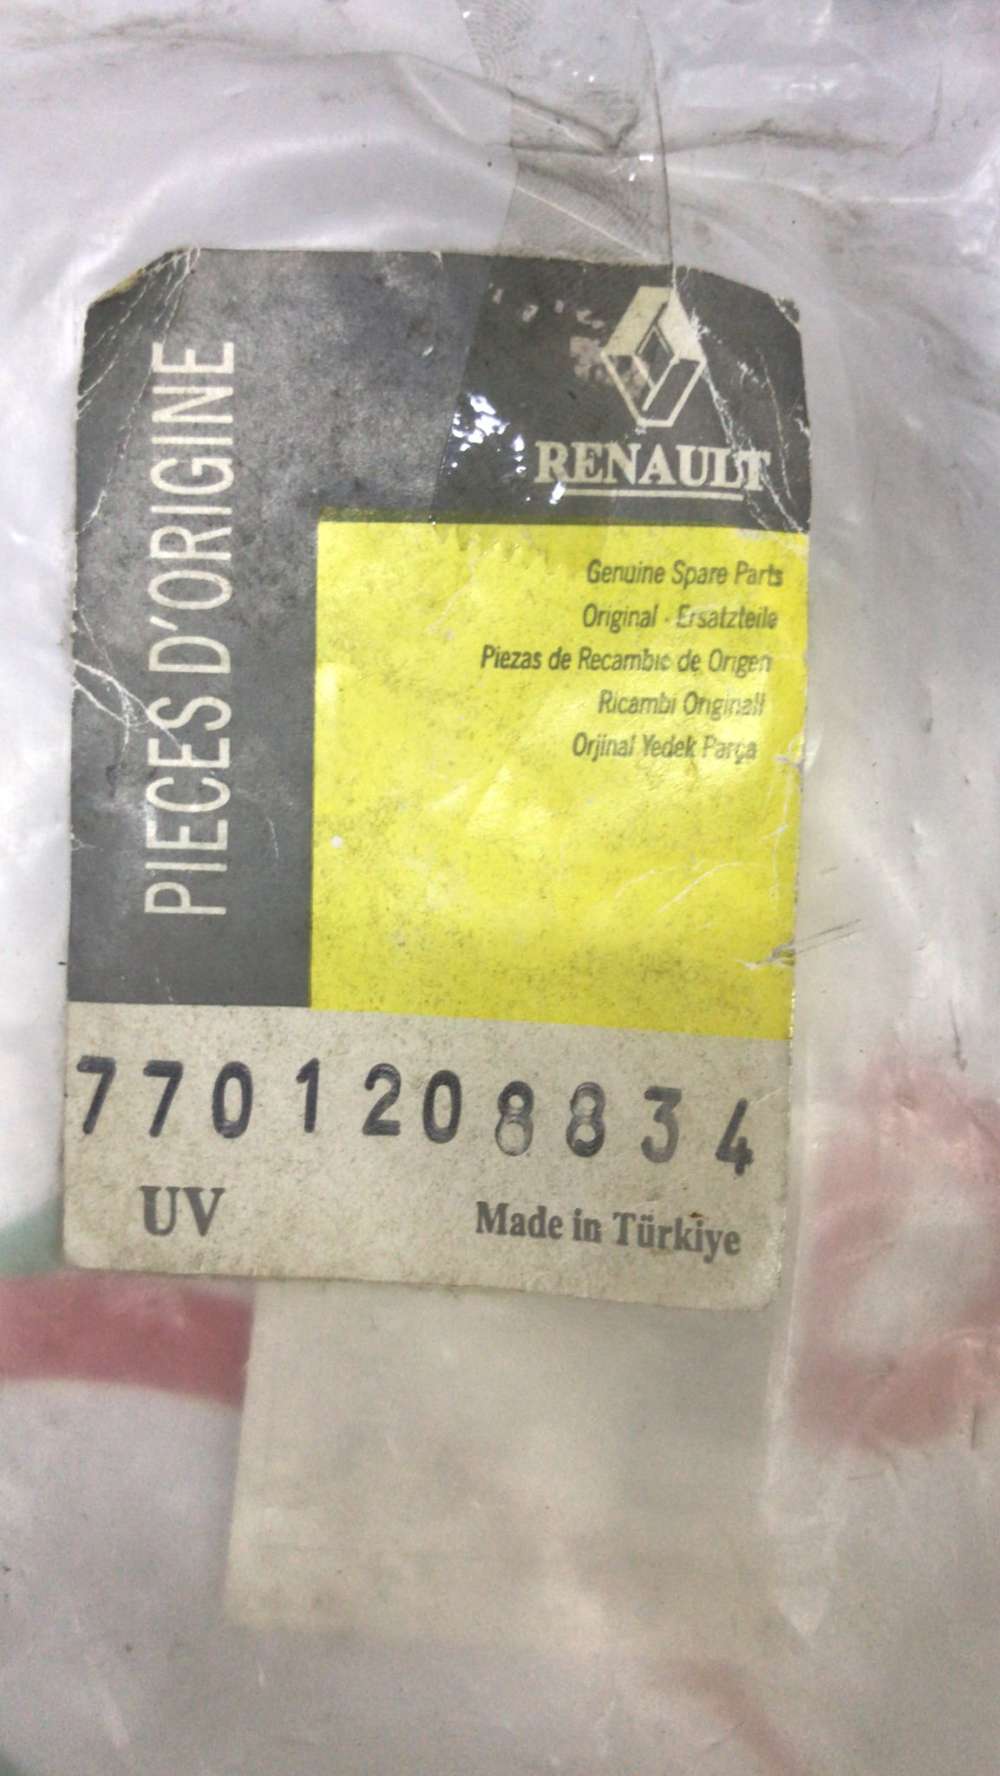 RENAULT
PIECES D'ORIGINE
Genuine Spare Parts
Original - Ersatzteile
Piezas de Recambio de Origen
Ricambi Originali
Orjinal Yedek Parça
7701208834
UV
Made in Türkiye